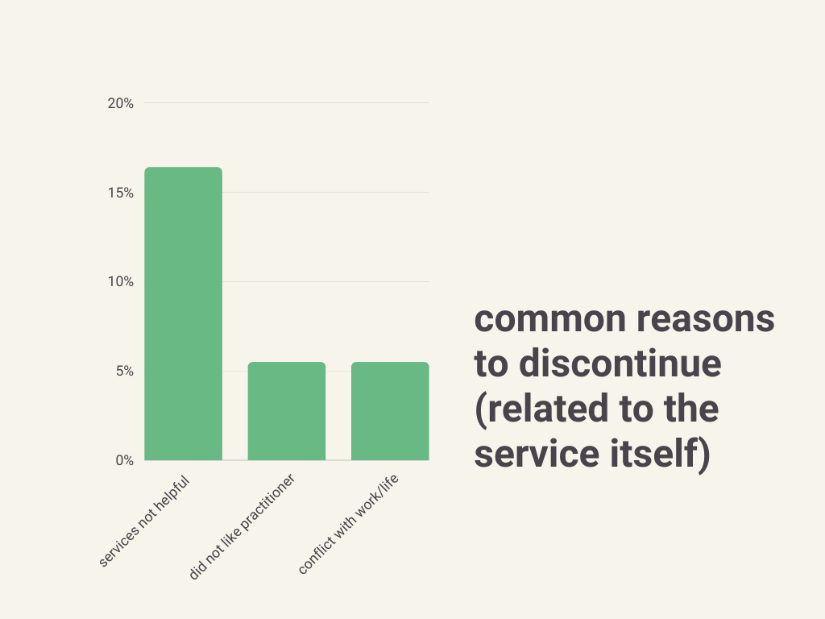 20%
15%
10%
5%
0%
services not helpful
did not like practitioner
conflict with work/life
common reasons
to discontinue
(related to the
service itself)